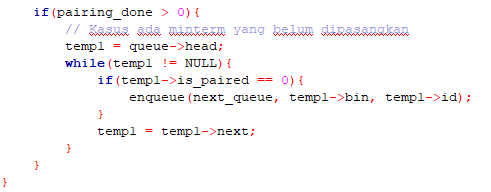 if(pairing_done > 0){
// Kasus ada minterm yang belum dipasangkan
temp1 = queue->head;
while(temp1 != NULL){
if(temp1->is_paired == 0){
enqueue(next_queue, temp1->bin, temp1->id);
}
temp1 = temp1->next;
}
}
}